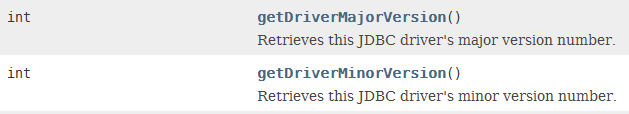 int getDriverMajorVersion()
Retrieves this JDBC driver's major version number.
int getDriverMinorVersion()
Retrieves this JDBC driver's minor version number.